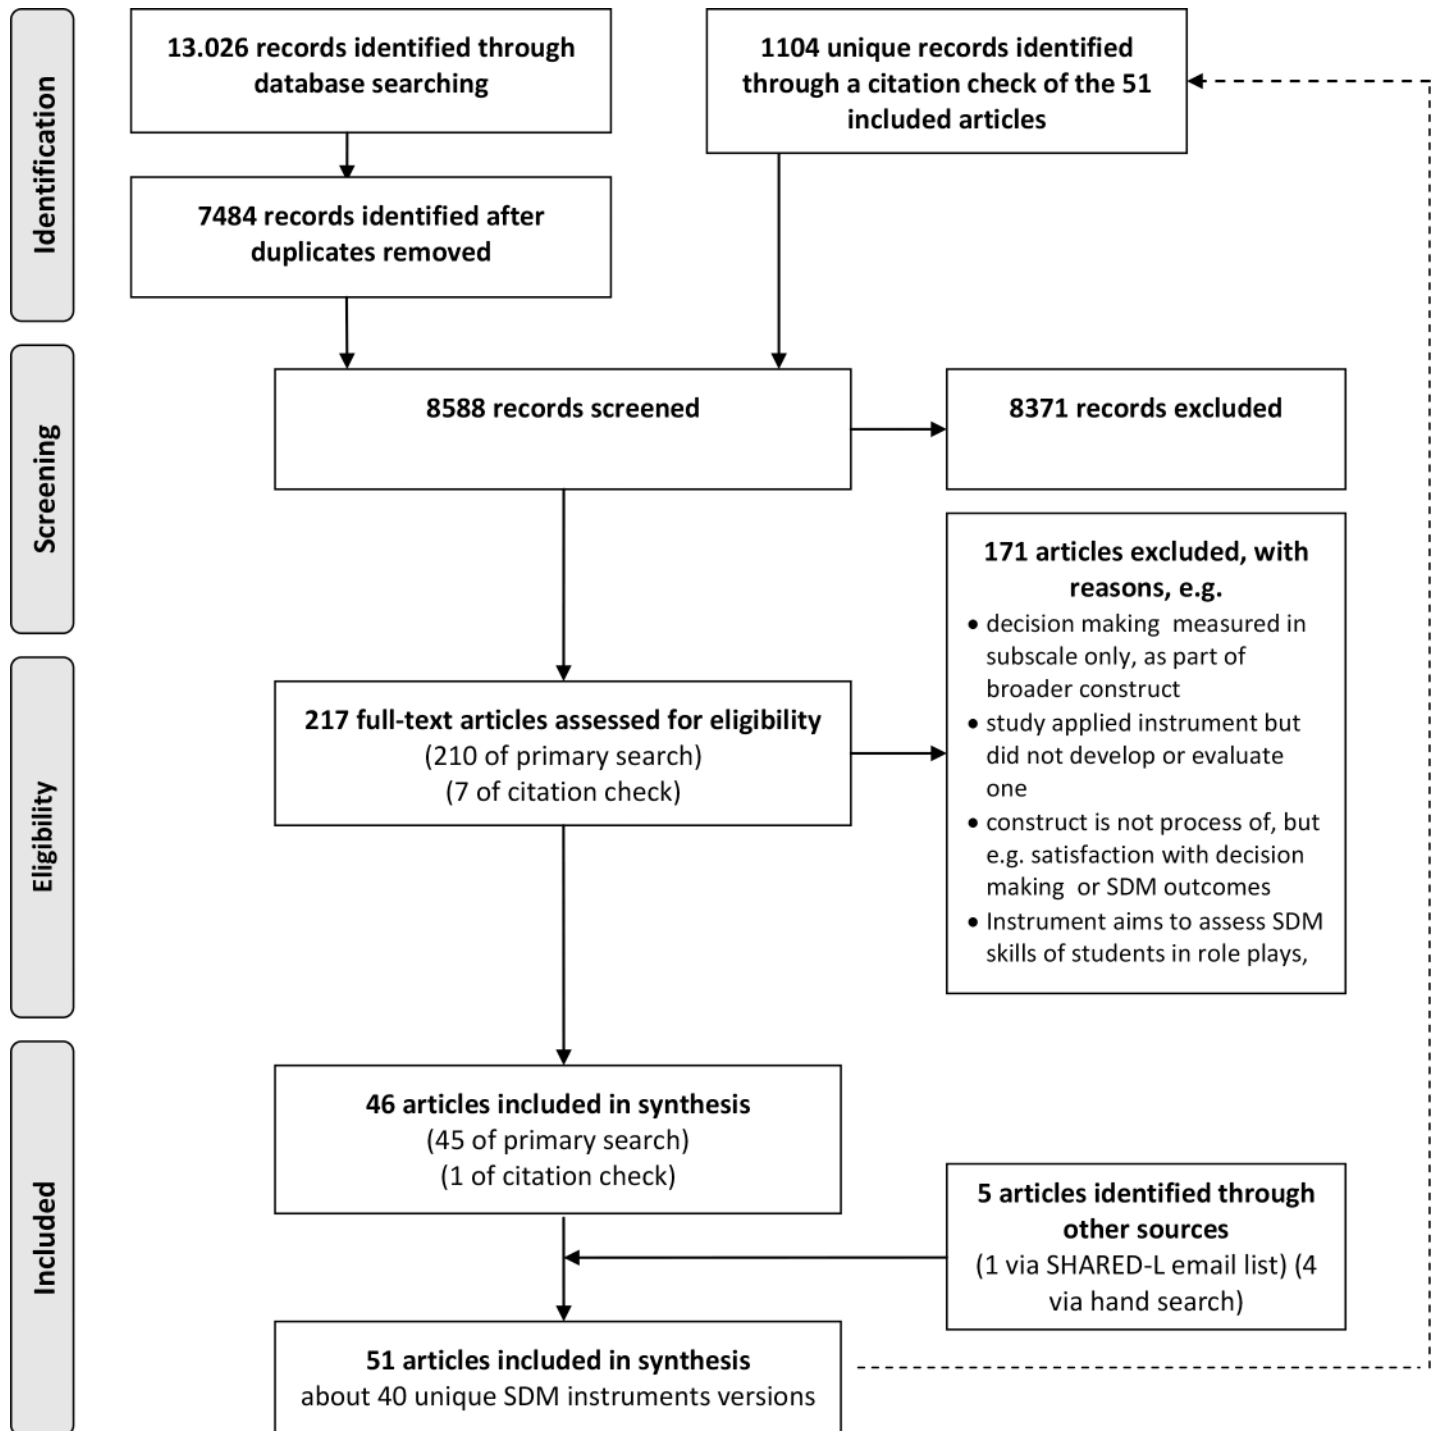 Identification
13.026 records identified through
database searching
1104 unique records identified
through a citation check of the 51
included articles
7484 records identified after
duplicates removed
Screening
8588 records screened
8371 records excluded
171 articles excluded, with
reasons, e.g.
• decision making measured in
subscale only, as part of
broader construct
• study applied instrument but
did not develop or evaluate
one
• construct is not process of, but
e.g. satisfaction with decision
making or SDM outcomes
• Instrument aims to assess SDM
skills of students in role plays,
Eligibility
217 full-text articles assessed for eligibility
(210 of primary search)
(7 of citation check)
Included
46 articles included in synthesis
(45 of primary search)
(1 of citation check)
5 articles identified through
other sources
(1 via SHARED-L email list) (4
via hand search)
51 articles included in synthesis
about 40 unique SDM instruments versions